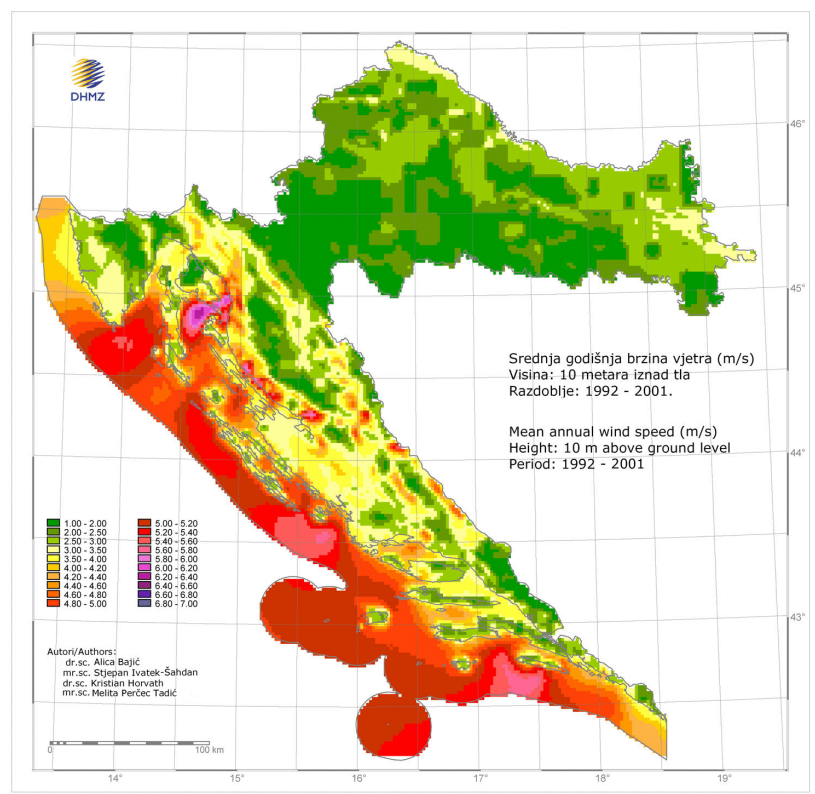 DHMZ
46°
45°
Srednja godišnja brzina vjetra (m/s)
Visina: 10 metara iznad tla
Razdoblje: 1992 - 2001.
Mean annual wind speed (m/s)
Height: 10 m above ground level
Period: 1992 - 2001
44°
1.00 - 2.00 5.00 - 5.20
2.00 - 2.50 5.20 - 5.40
2.50 - 3.00 5.40 - 5.60
3.00 - 3.50 5.60 - 5.80
3.50 - 4.00 5.80 - 6.00
4.00 - 4.20 6.00 - 6.20
4.20 - 4.40 6.20 - 6.40
4.40 - 4.60 6.40 - 6.60
4.60 - 4.80 6.60 - 6.80
4.80 - 5.00 6.80 - 7.00
43°
Autori/Authors:
dr.sc. Alica Bajić
mr.sc. Stjepan Ivatek-Šahdan
dr.sc. Kristian Horvath
mr.sc. Melita Perčec Tadić
0 100 km
14° 15° 16° 17° 18° 19°